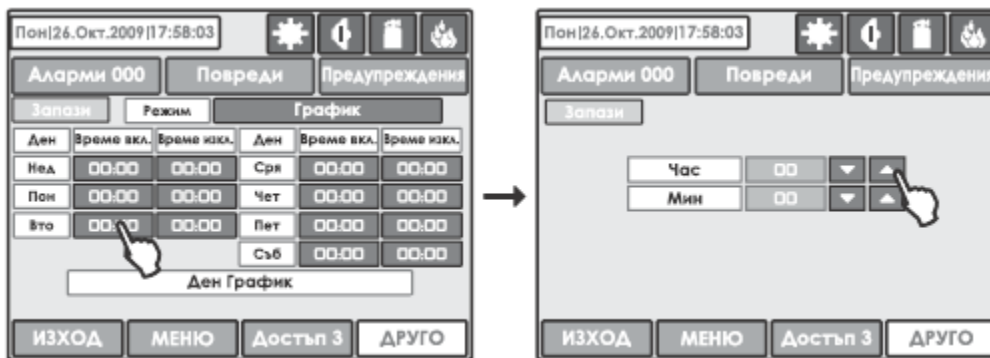 Пон|26.Окт.2009|17:58:03
Аларми 000 Повреди Предупреждения
Запази Режим График
Ден Време вкл. Време изкл. Ден Време вкл. Време изкл.
Нед 00:00 00:00 Сря 00:00 00:00
Пон 00:00 00:00 Чет 00:00 00:00
Вто 00:00 00:00 Пет 00:00 00:00
Съб 00:00 00:00
Ден График
ИЗХОД МЕНЮ Достъп 3 ДРУГО
Пон|26.Окт.2009|17:58:03
Аларми 000 Повреди Предупреждения
Запази
Час 00
Мин 00
ИЗХОД МЕНЮ Достъп 3 ДРУГО